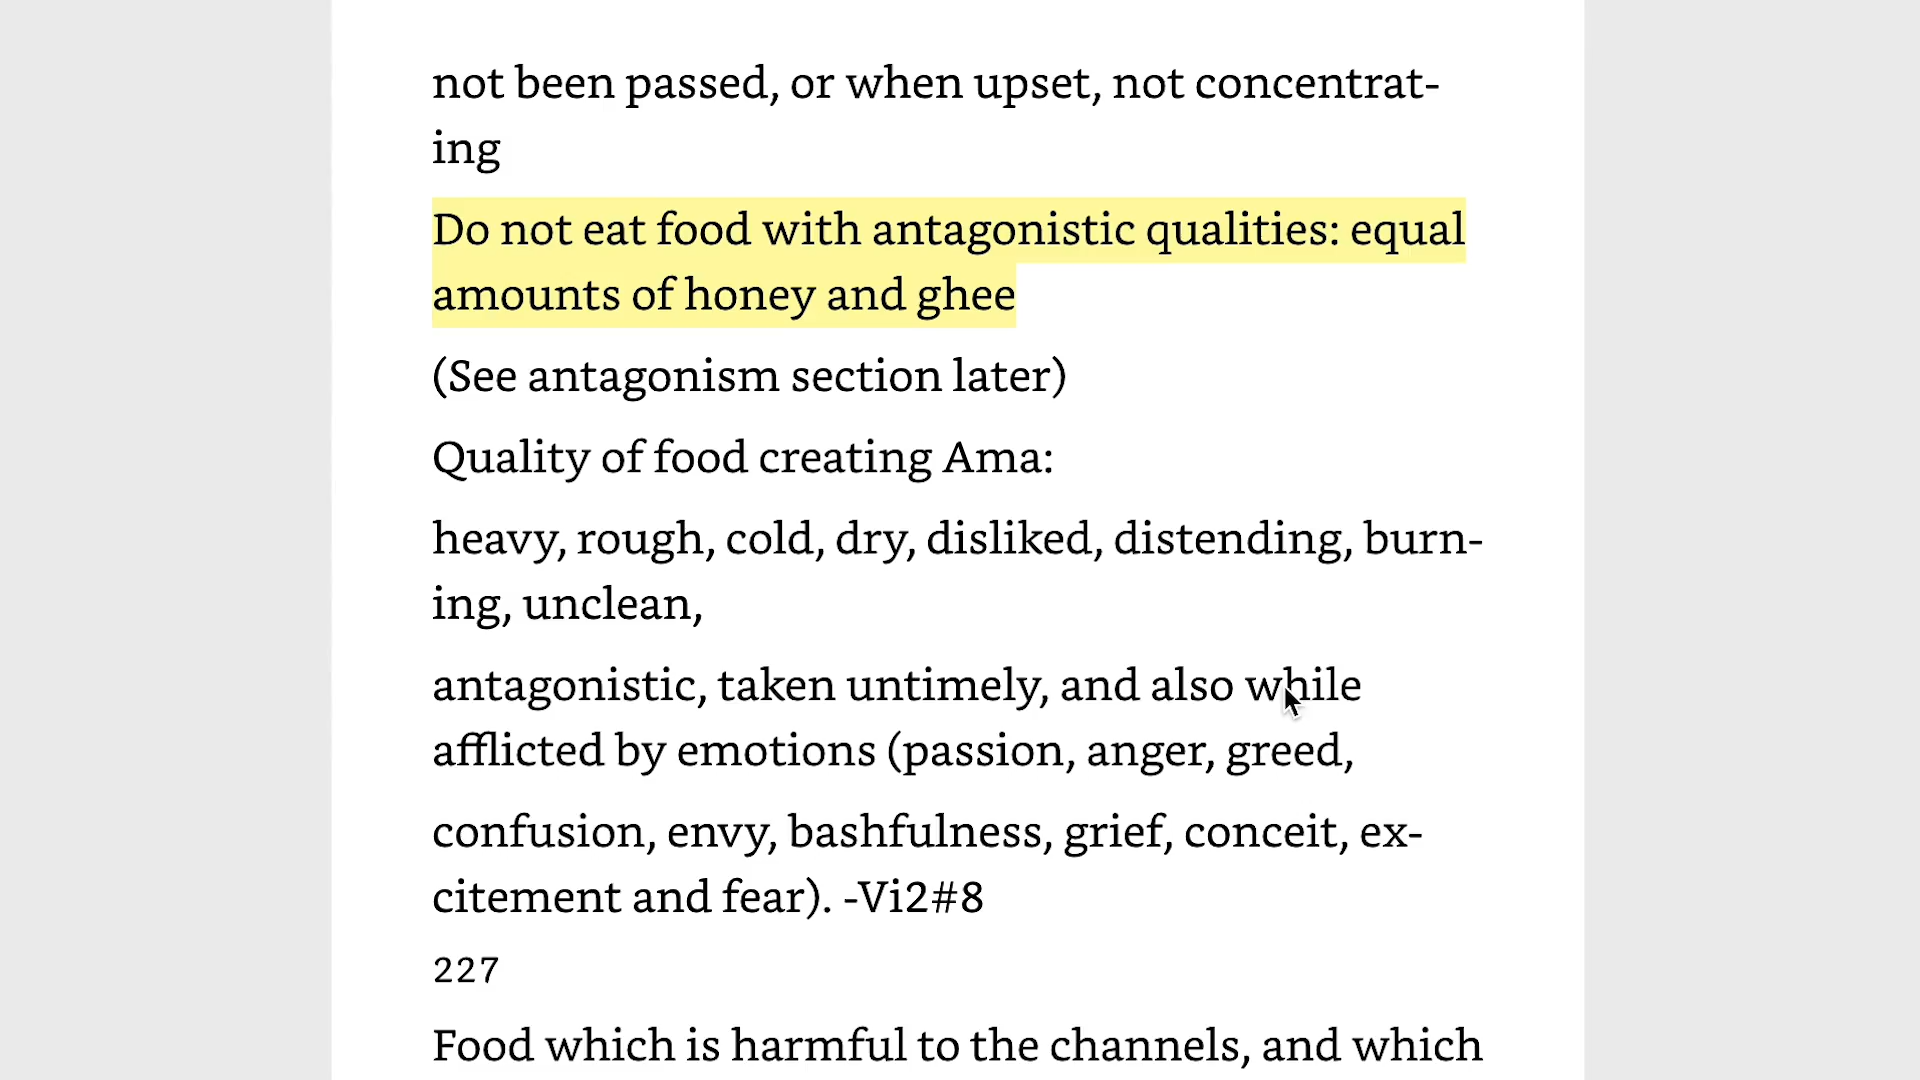 not been passed, or when upset, not concentrat-
ing
Do not eat food with antagonistic qualities: equal
amounts of honey and ghee
(See antagonism section later)
Quality of food creating Ama:
heavy, rough, cold, dry, disliked, distending, burn-
ing, unclean,
antagonistic, taken untimely, and also while
afflicted by emotions (passion, anger, greed,
confusion, envy, bashfulness, grief, conceit, ex-
citement and fear). -Vi2#8
227
Food which is harmful to the channels, and which